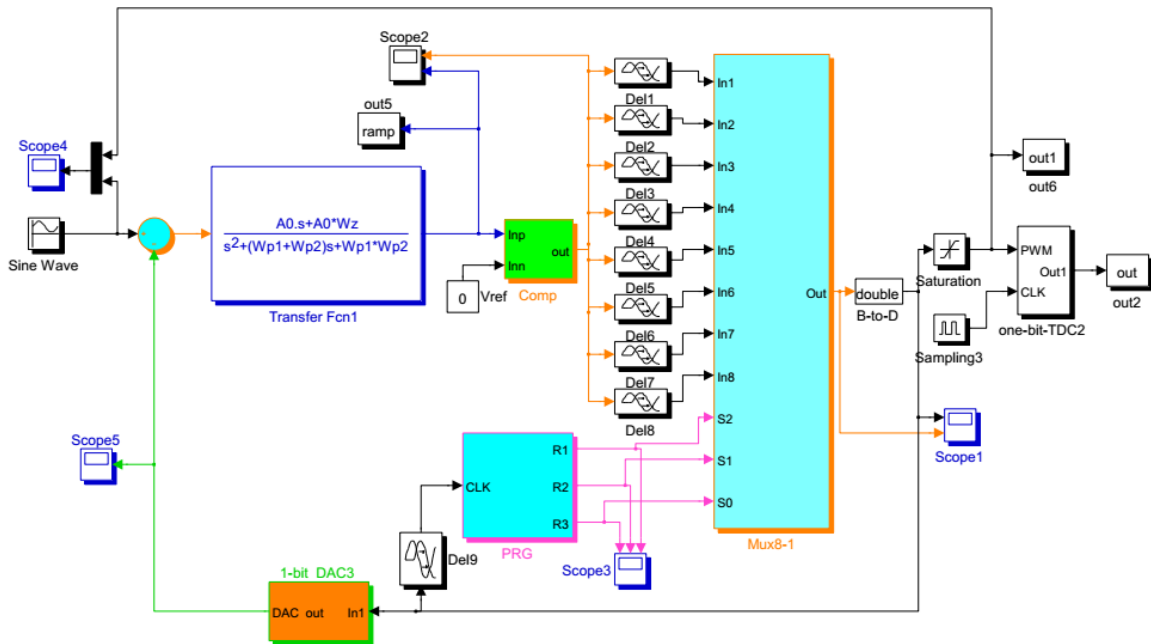 Scope2
out5
ramp
Scope4
Sine Wave
A0.s+A0*Wz
s2+(Wp1+Wp2)s+Wp1*Wp2
Transfer Fcn1
Inp
Inn
out
Comp
0
Vref
Del1
Del2
Del3
Del4
Del5
Del6
Del7
Del8
In1
In2
In3
In4
In5
In6
In7
In8
S2
S1
S0
Out
Mux8-1
double
B-to-D
Saturation
Sampling3
PWM
Out1
CLK
one-bit-TDC2
out1
out6
out
out2
Scope1
Scope5
CLK
R1
R2
R3
PRG
Scope3
Del9
1-bit DAC3
DAC out
In1